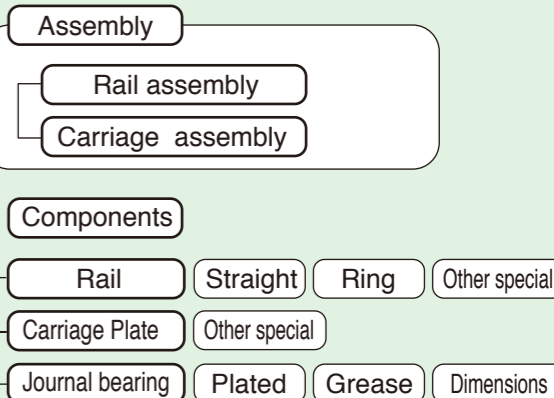 Assembly
Rail assembly
Carriage assembly
Components
Rail Straight Ring Other special
Carriage Plate Other special
Journal bearing Plated Grease Dimensions